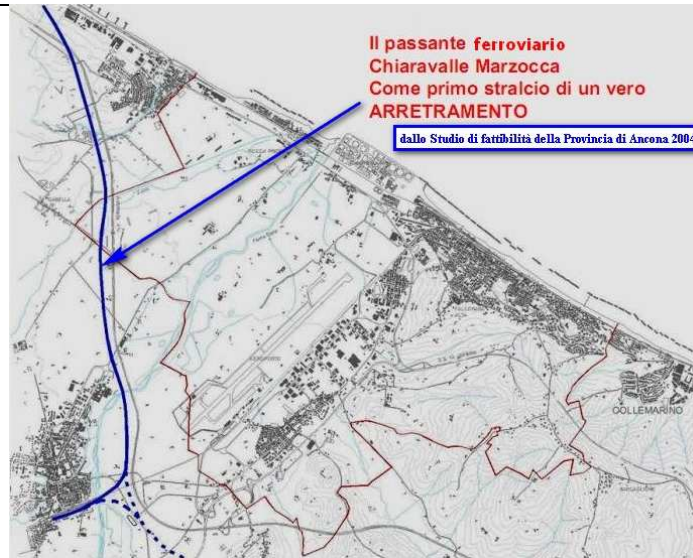 Il passante ferroviario
Chiaravalle Marzocca
Come primo stralcio di un vero
ARRETRAMENTO
dallo Studio di fattibilità della Provincia di Ancona 2004
COLLEMARINO